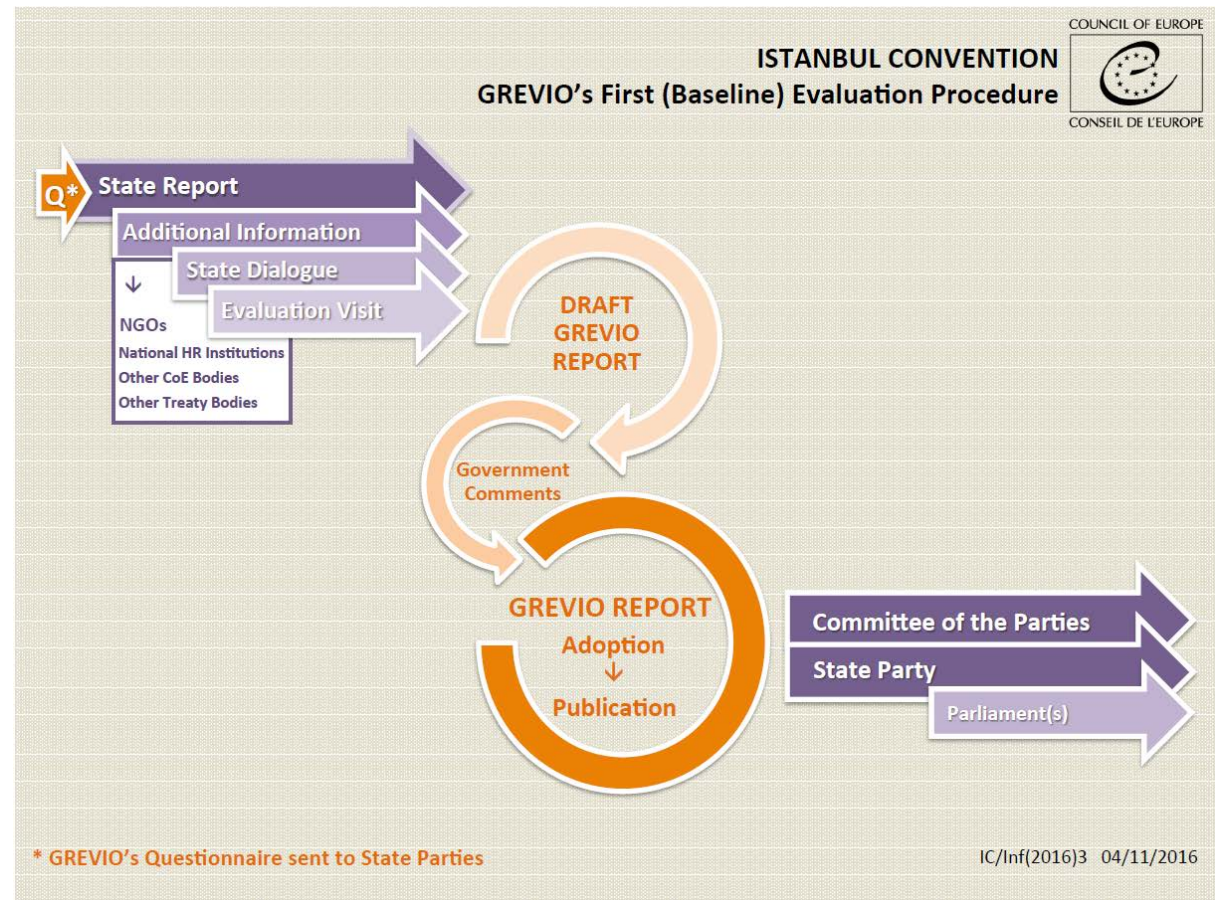 COUNCIL OF EUROPE
CONSEIL DE L'EUROPE
ISTANBUL CONVENTION
GREVIO's First (Baseline) Evaluation Procedure
Q*
State Report
Additional Information
State Dialogue
Evaluation Visit
↓
NGOs
National HR Institutions
Other CoE Bodies
Other Treaty Bodies
DRAFT
GREVIO
REPORT
Government
Comments
GREVIO REPORT
Adoption
↓
Publication
Committee of the Parties
State Party
Parliament(s)
* GREVIO's Questionnaire sent to State Parties
IC/Inf(2016)3 04/11/2016